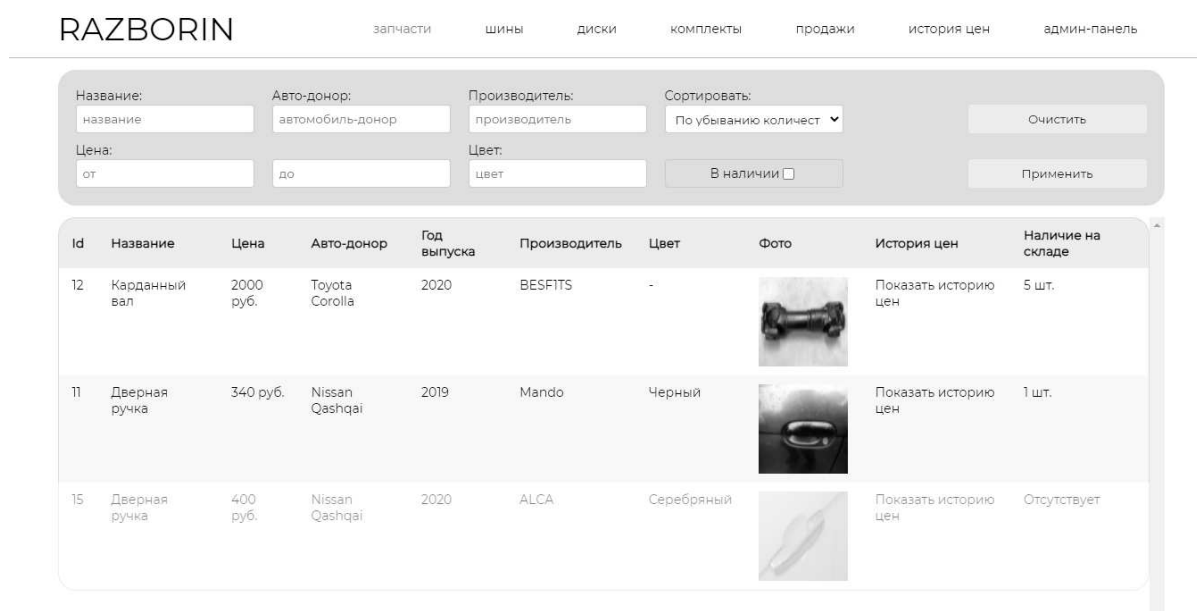 RAZBORIN
запчасти шины диски комплекты продажи история цен админ-панель
Название: Авто-донор: Производитель: Сортировать:
название автомобиль-донор производитель По убыванию количест Очистить
Цена: Цвет:
от до цвет В наличии Применить
Id Название Цена Авто-донор Год выпуска Производитель Цвет Фото История цен Наличие на складе
12 Карданный вал 2000 руб. Toyota Corolla 2020 BESF1TS - Показать историю цен 5 шт.
11 Дверная ручка 340 руб. Nissan Qashqai 2019 Mando Черный Показать историю цен 1 шт.
15 Дверная ручка 400 руб. Nissan Qashqai 2020 ALCA Серебряный Показать историю цен Отсутствует